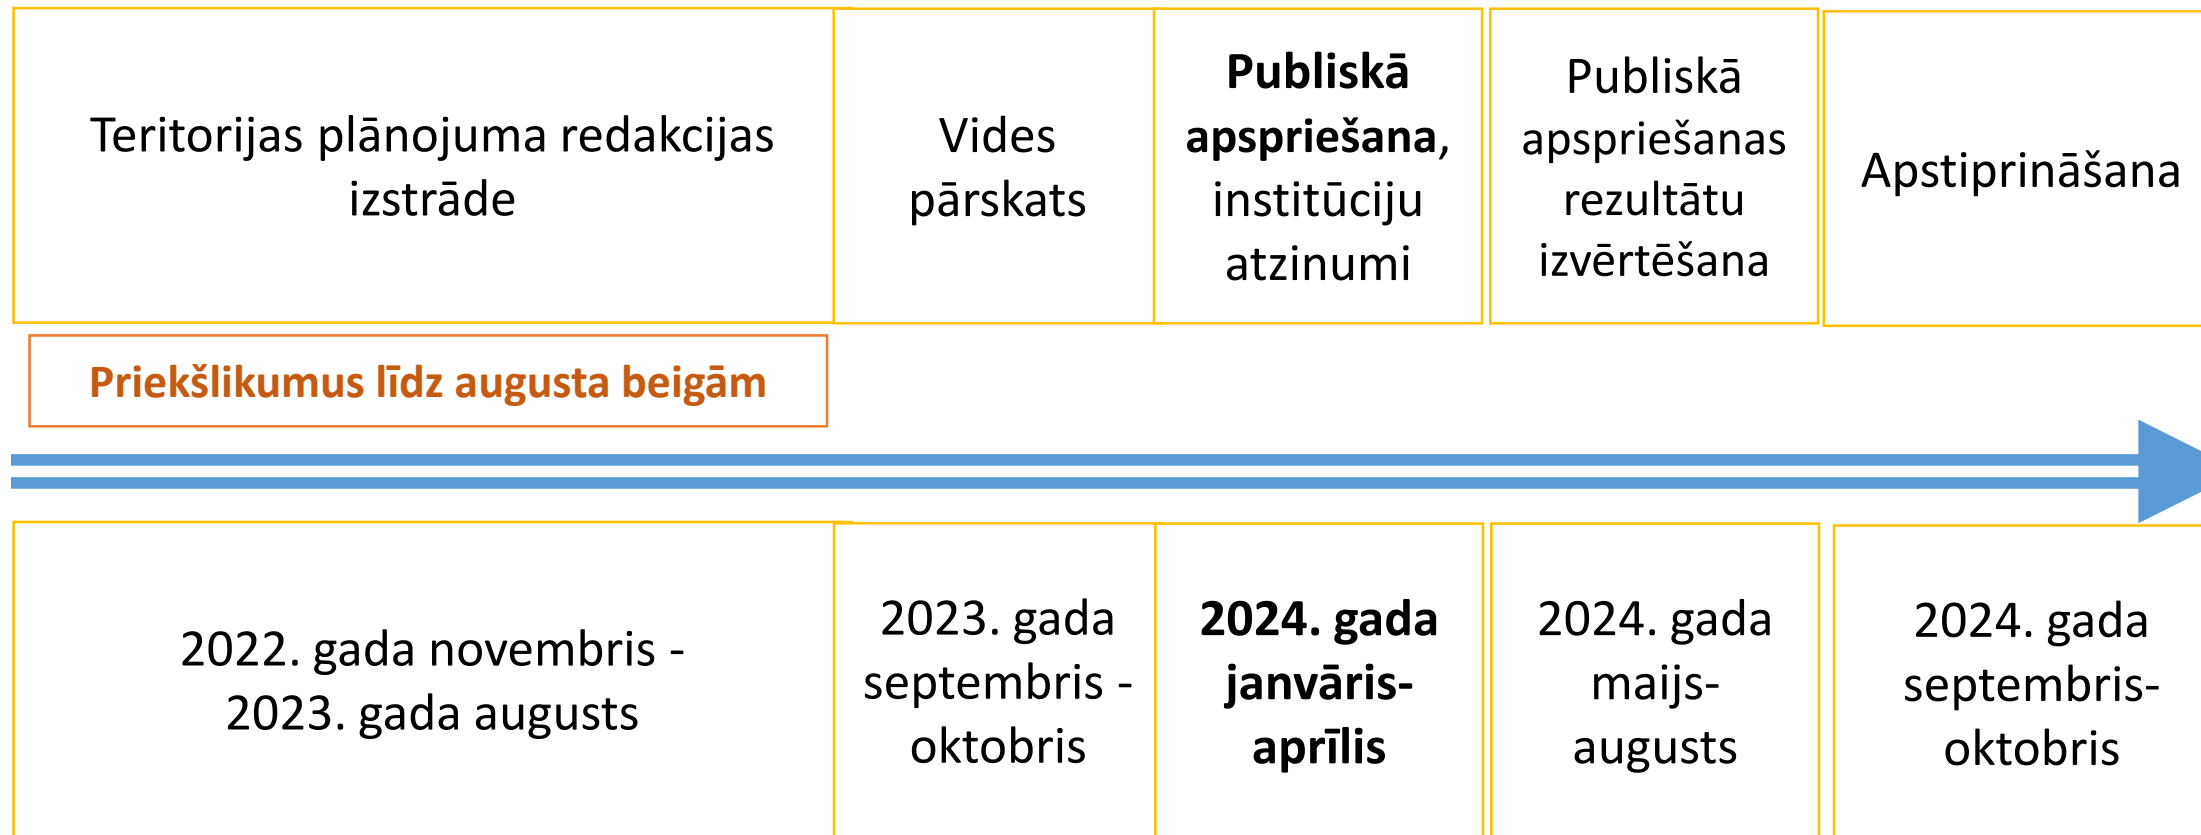 Teritorijas plānojuma redakcijas
izstrāde
Vides
pārskats
Publiskā
apspriešana,
institūciju
atzinumi
Publiskā
apspriešanas
rezultātu
izvērtēšana
Apstiprināšana
Priekšlikumus līdz augusta beigām
2022. gada novembris -
2023. gada augusts
2023. gada
septembris -
oktobris
2024. gada
janvāris-
aprīlis
2024. gada
maijs-
augusts
2024. gada
septembris-
oktobris